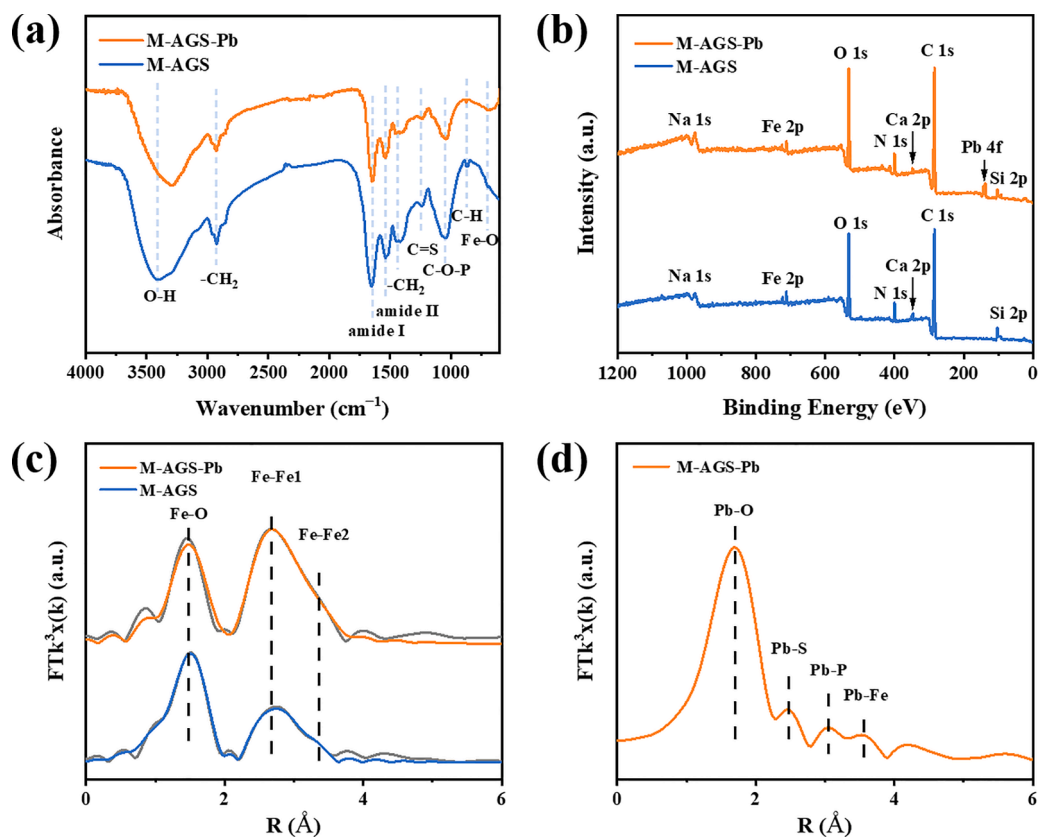 (a)
M-AGS-Pb
M-AGS
Absorbance
O-H
-CH₂
amide I
amide II
-CH₂
C=S
C-O-P
C-H
Fe-O
4000 3500 3000 2500 2000 1500 1000
Wavenumber (cm⁻¹)
(b)
M-AGS-Pb
M-AGS
Intensity (a.u.)
O 1s
C 1s
Na 1s
Fe 2p
N 1s
Ca 2p
Pb 4f
Si 2p
O 1s
C 1s
Na 1s
Fe 2p
N 1s
Ca 2p
Si 2p
1200 1000 800 600 400 200 0
Binding Energy (eV)
(c)
M-AGS-Pb
M-AGS
FTk³x(k) (a.u.)
Fe-O
Fe-Fe1
Fe-Fe2
0 2 4 6
R (Å)
(d)
M-AGS-Pb
FTk³x(k) (a.u.)
Pb-O
Pb-S
Pb-P
Pb-Fe
0 2 4 6
R (Å)